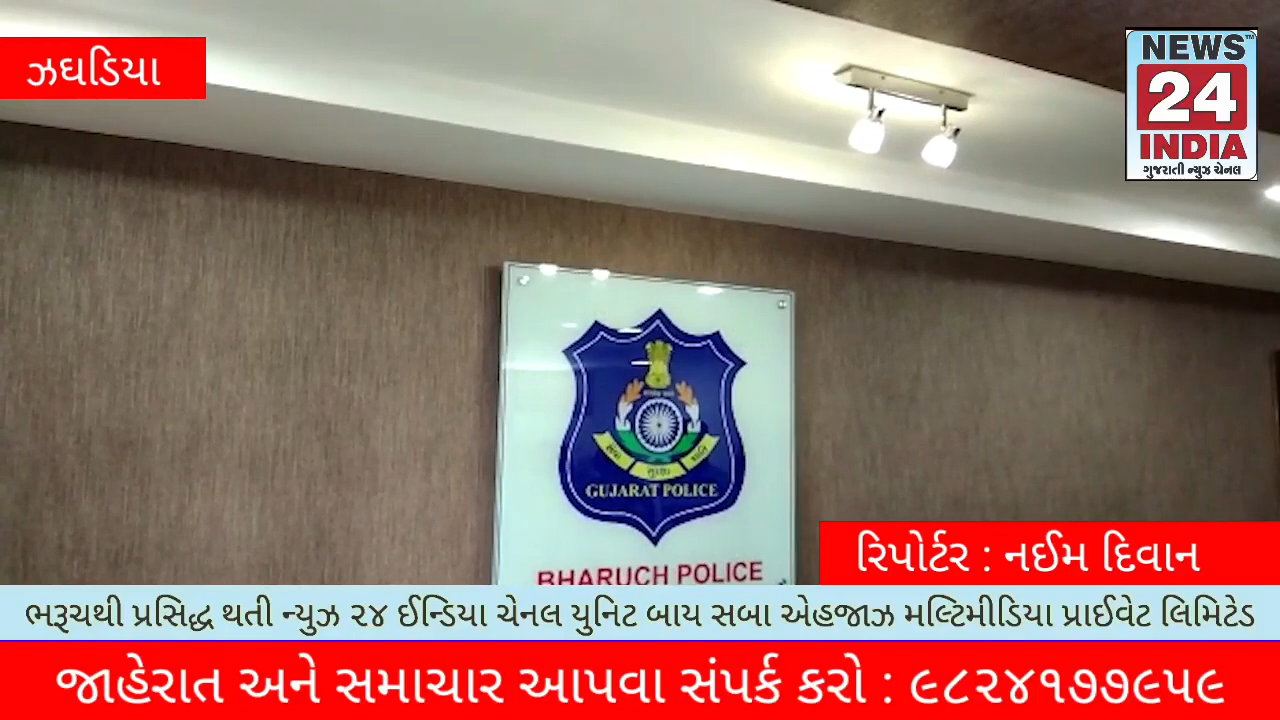 ઝઘડિયા
NEWS
24
INDIA
ગુજરાતી ન્યુઝ ચેનલ
સેવા સુરક્ષા શાંતિ
GUJARAT POLICE
BHARUCH POLICE
રિપોર્ટર : નઈમ દિવાન
ભરૂચથી પ્રસિદ્ધ થતી ન્યુઝ ૨૪ ઈન્ડિયા ચેનલ યુનિટ બાય સબા એહજાઝ મલ્ટિમીડિયા પ્રાઈવેટ લિમિટેડ
જાહેરાત અને સમાચાર આપવા સંપર્ક કરો : ૯૮૨૪૧૭૭૯૫૯